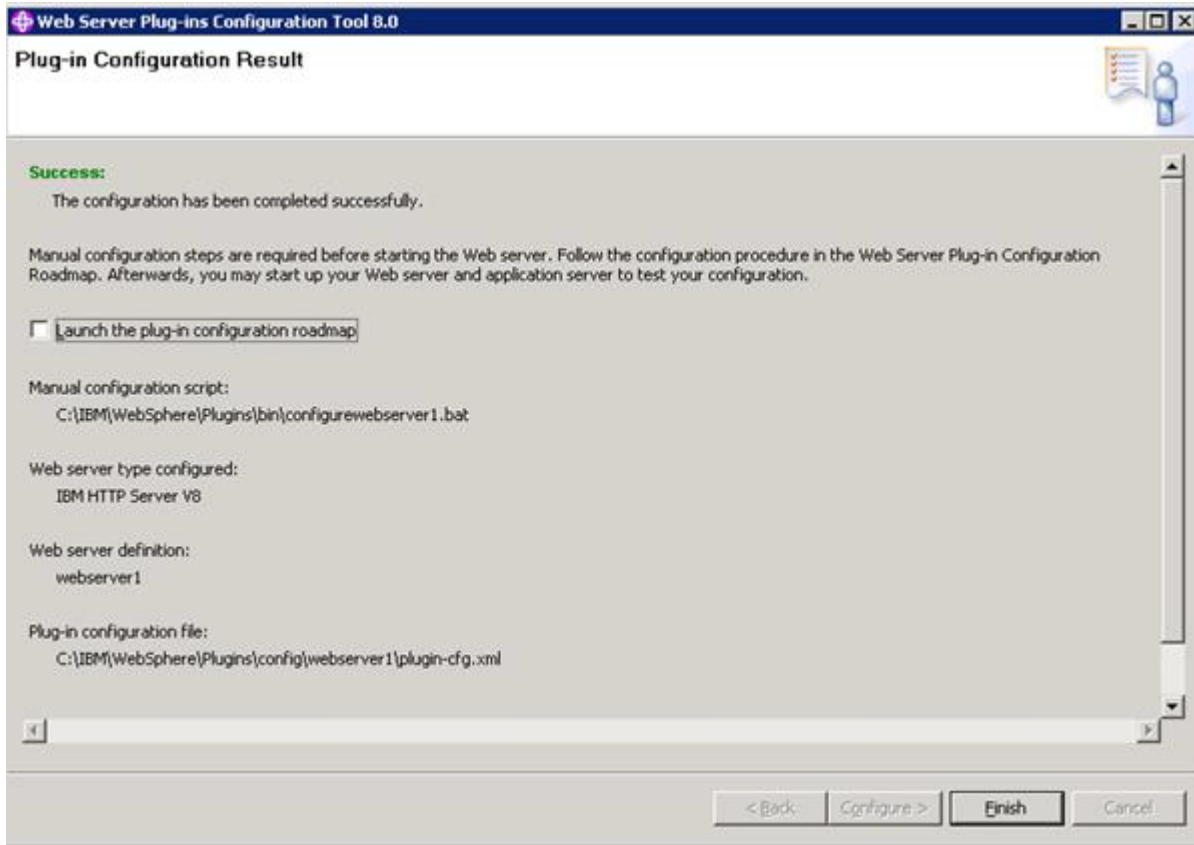 Web Server Plug-ins Configuration Tool 8.0
Plug-in Configuration Result
Success:
The configuration has been completed successfully.
Manual configuration steps are required before starting the Web server. Follow the configuration procedure in the Web Server Plug-in Configuration
Roadmap. Afterwards, you may start up your Web server and application server to test your configuration.
Launch the plug-in configuration roadmap
Manual configuration script:
C:\IBM\WebSphere\Plugins\bin\configurewebserver1.bat
Web server type configured:
IBM HTTP Server V8
Web server definition:
webserver1
Plug-in configuration file:
C:\IBM\WebSphere\Plugins\config\webserver1\plugin-cfg.xml
< Back
Configure >
Finish
Cancel